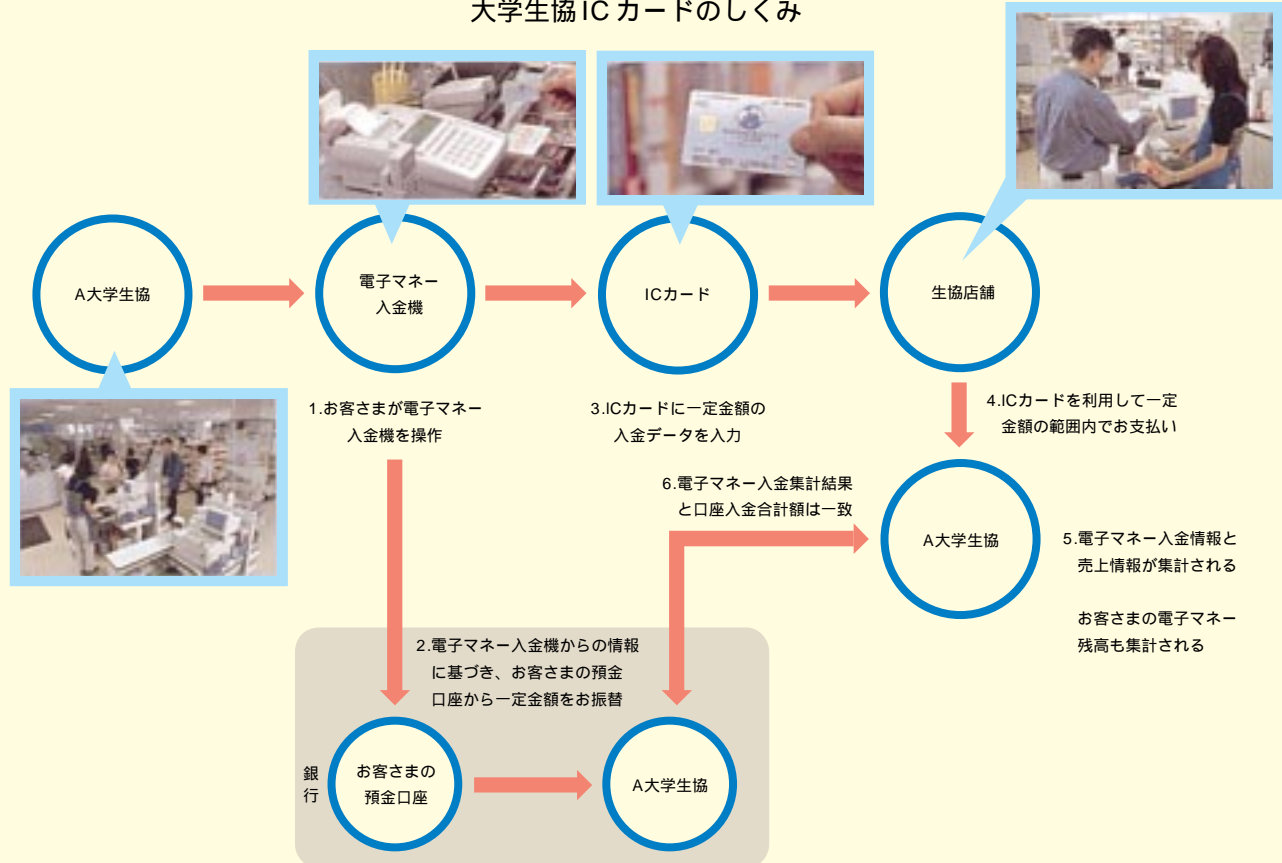 大学生協ICカードのしくみ
A大学生協
電子マネー
入金機
ICカード
生協店舗
1.お客さまが電子マネー
入金機を操作
3.ICカードに一定金額の
入金データを入力
4.ICカードを利用して一定
金額の範囲内でお支払い
6.電子マネー入金集計結果
と口座入金合計額は一致
A大学生協
5.電子マネー入金情報と
売上情報が集計される
お客さまの電子マネー
残高も集計される
2.電子マネー入金機からの情報
に基づき、お客さまの預金
口座から一定金額をお振替
銀行
お客さまの
預金口座
A大学生協